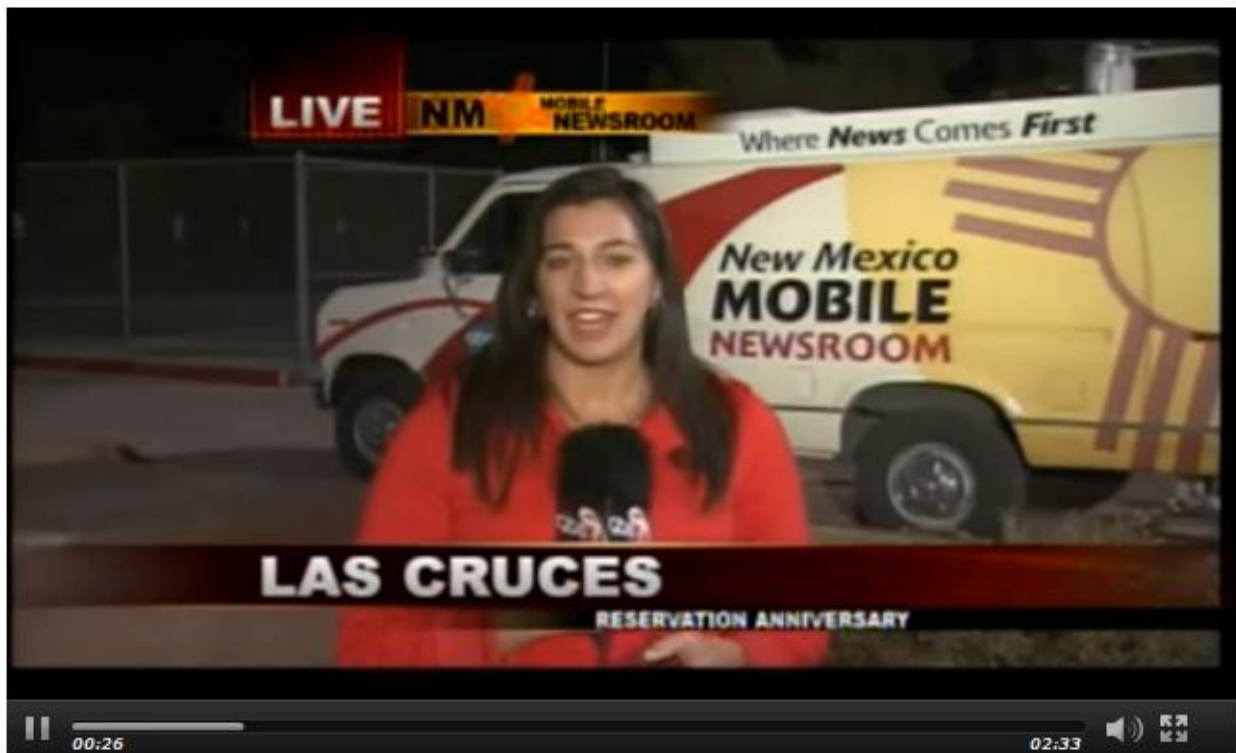 LIVE
NM
MOBILE
NEWSROOM
Where News Comes First
New Mexico
MOBILE
NEWSROOM
LAS CRUCES
RESERVATION ANNIVERSARY
00:26
02:33